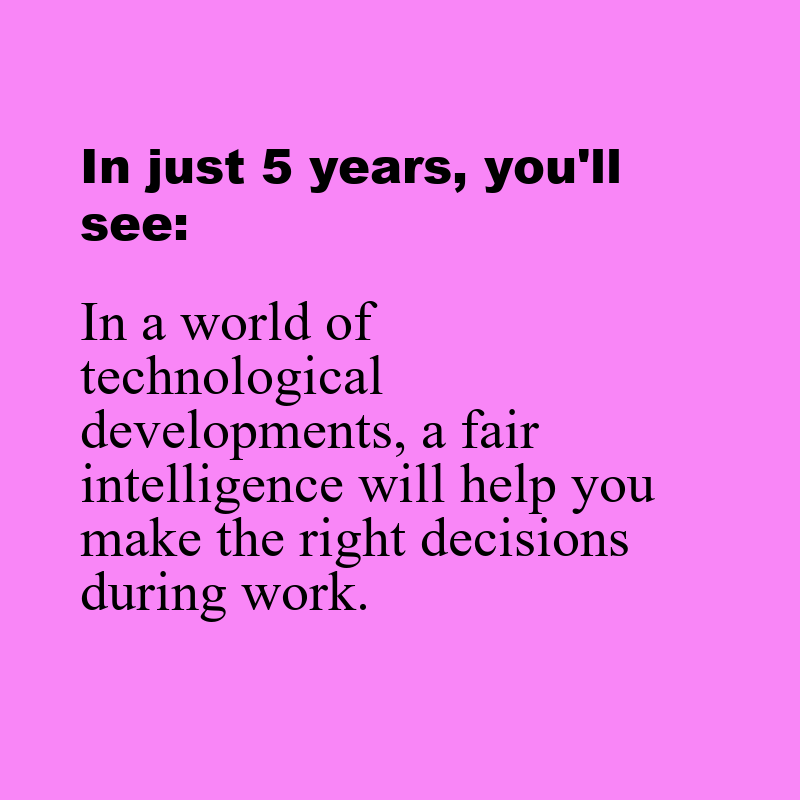 In just 5 years, you'll
see:
In a world of
technological
developments, a fair
intelligence will help you
make the right decisions
during work.